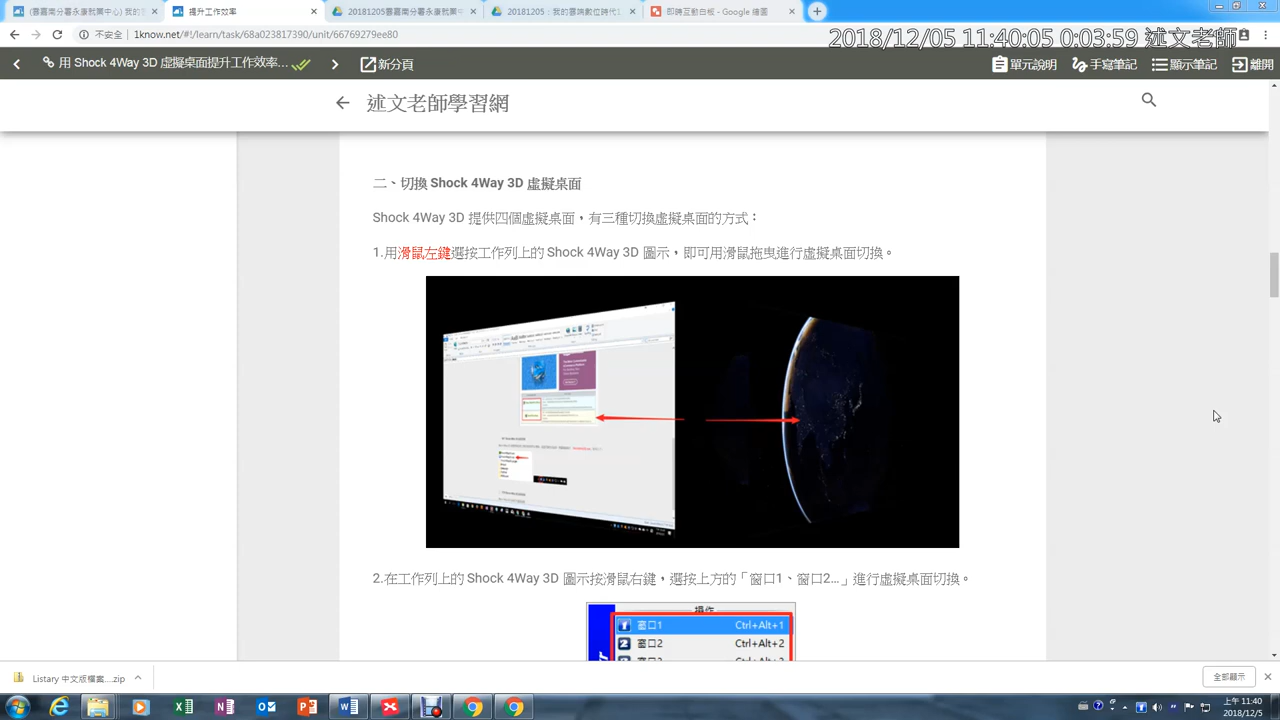 (雲嘉南分署永康就業中心) 我的
提升工作效率
20181205雲嘉南分署永康就業中
20181205：我的雲端數位時代工
即時互動白板 - Google 繪圖
不安全
1know.net/#!/learn/task/68a023817390/unit/66769279ee80
2018/12/05 11:40:05 0:03:59 述文老師
用 Shock 4Way 3D 虛擬桌面提升工作效率...
新分頁
單元說明
手寫筆記
顯示筆記
離開
述文老師學習網
二、切換 Shock 4Way 3D 虛擬桌面
Shock 4Way 3D 提供四個虛擬桌面，有三種切換虛擬桌面的方式：
1.用滑鼠左鍵選按工作列上的 Shock 4Way 3D 圖示，即可用滑鼠拖曳進行虛擬桌面切換。
2.在工作列上的 Shock 4Way 3D 圖示按滑鼠右鍵，選按上方的「窗口1、窗口2...」進行虛擬桌面切換。
操作
窗口1 Ctrl+Alt+1
窗口2 Ctrl+Alt+2
Listary 中文版檔案....zip
全部顯示
上午 11:40
2018/12/5